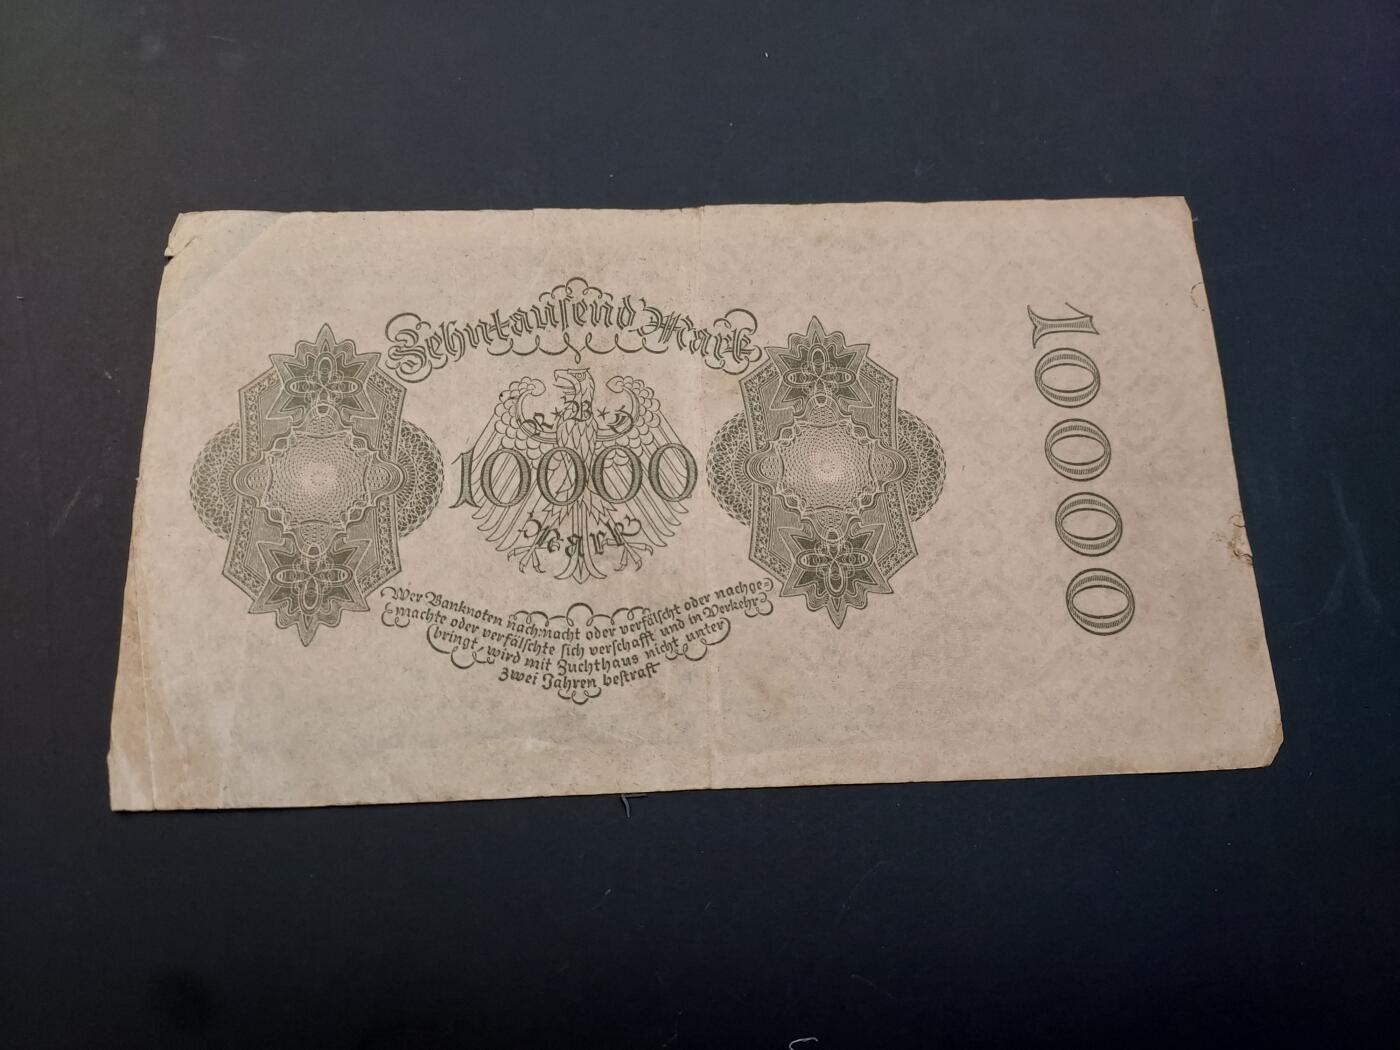 Zehntausend Mark
R*B*D
10000
Mark
Wer Banknoten nachmacht oder verfälscht oder nachge-
machte oder verfälschte sich verschafft und in Verkehr
bringt, wird mit Zuchthaus nicht unter
zwei Jahren bestraft
10000